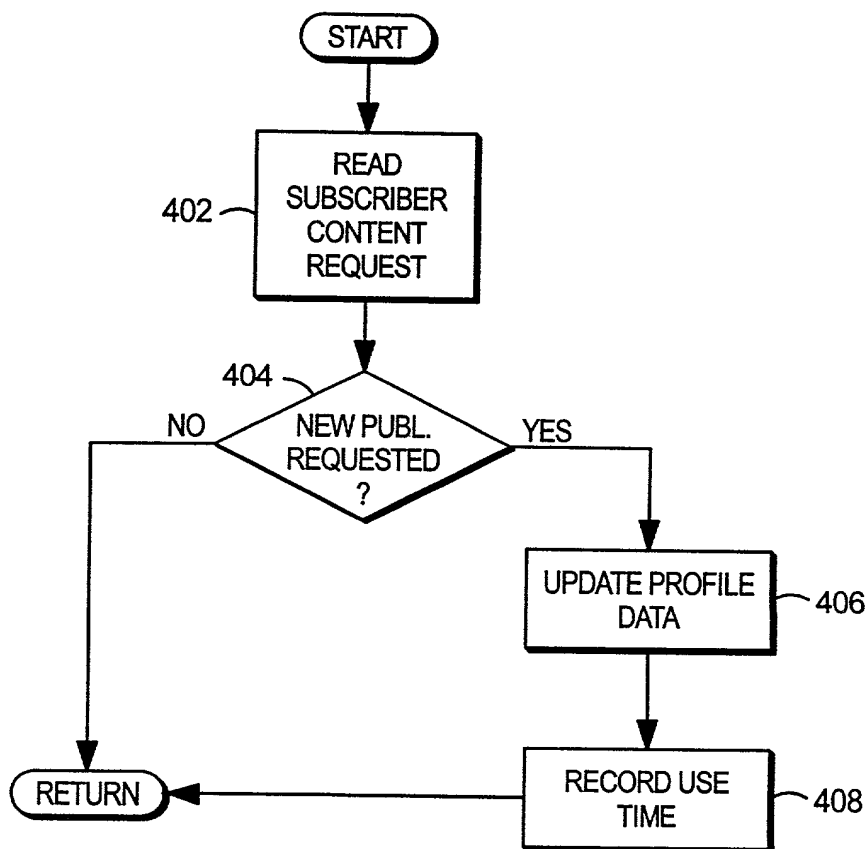 START
402
READ
SUBSCRIBER
CONTENT
REQUEST
404
NO
NEW PUBL.
REQUESTED
?
YES
UPDATE PROFILE
DATA
406
RETURN
RECORD USE
TIME
408